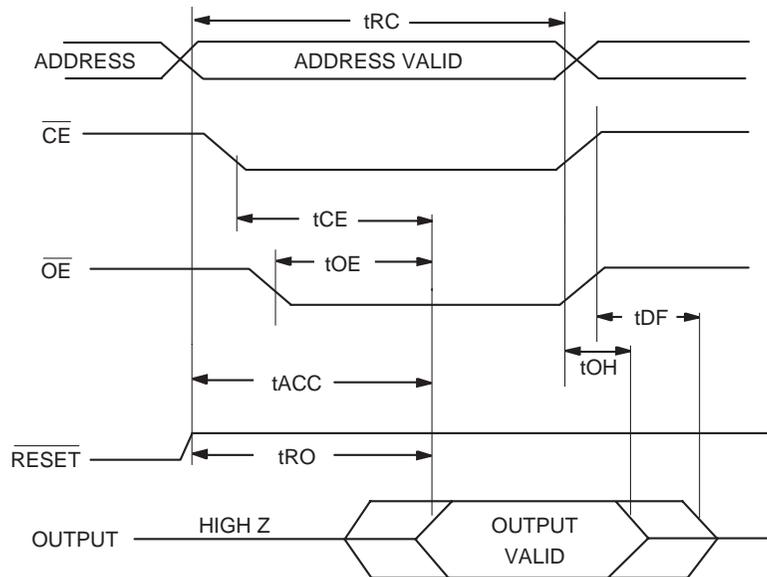 tRC
ADDRESS
ADDRESS VALID
CE
tCE
tOE
OE
tDF
tOH
tACC
RESET
tRO
HIGH Z
OUTPUT
OUTPUT
VALID